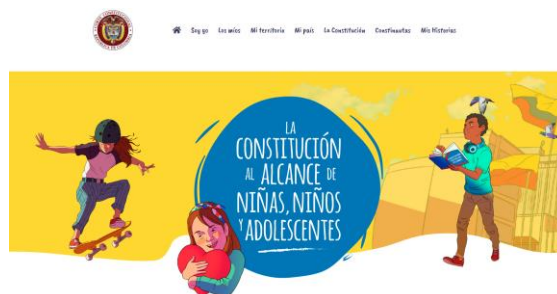 Soy yo Los míos Mi territorio Mi país La Constitución Constinautas Mis Historias
LA
CONSTITUCIÓN
AL ALCANCE DE
NIÑAS, NIÑOS
Y ADOLESCENTES